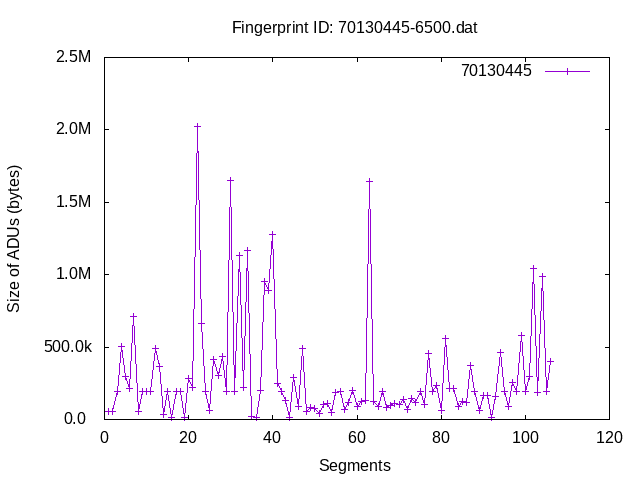 Fingerprint ID: 70130445-6500.dat
2.5M
70130445
2.0M
1.5M
1.0M
500.0k
0.0
Size of ADUs (bytes)
0 20 40 60 80 100 120
Segments